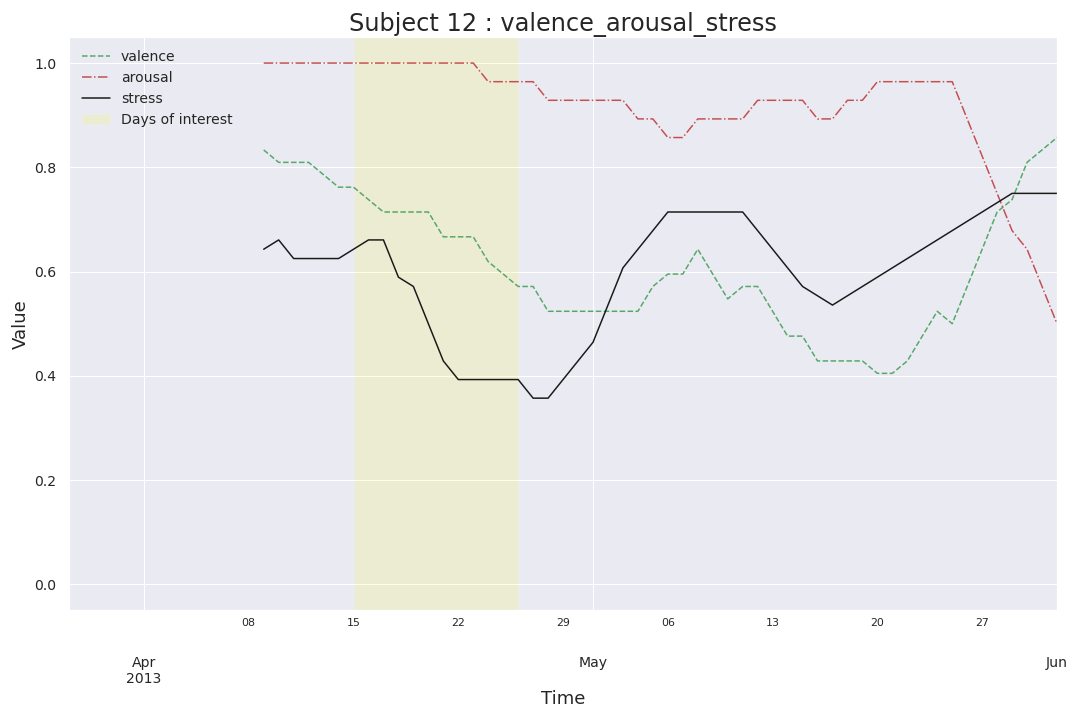 Subject 12 : valence_arousal_stress
valence
arousal
stress
Days of interest
1.0
0.8
0.6
0.4
0.2
0.0
Value
08 15 22 29 06 13 20 27
Apr May Jun
2013
Time